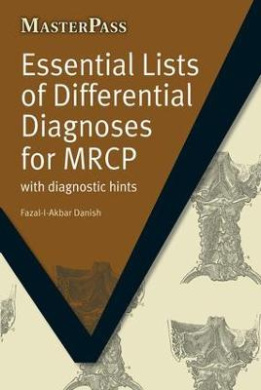 MASTERPASS
Essential Lists
of Differential
Diagnoses
for MRCP
with diagnostic hints
Fazal-I-Akbar Danish